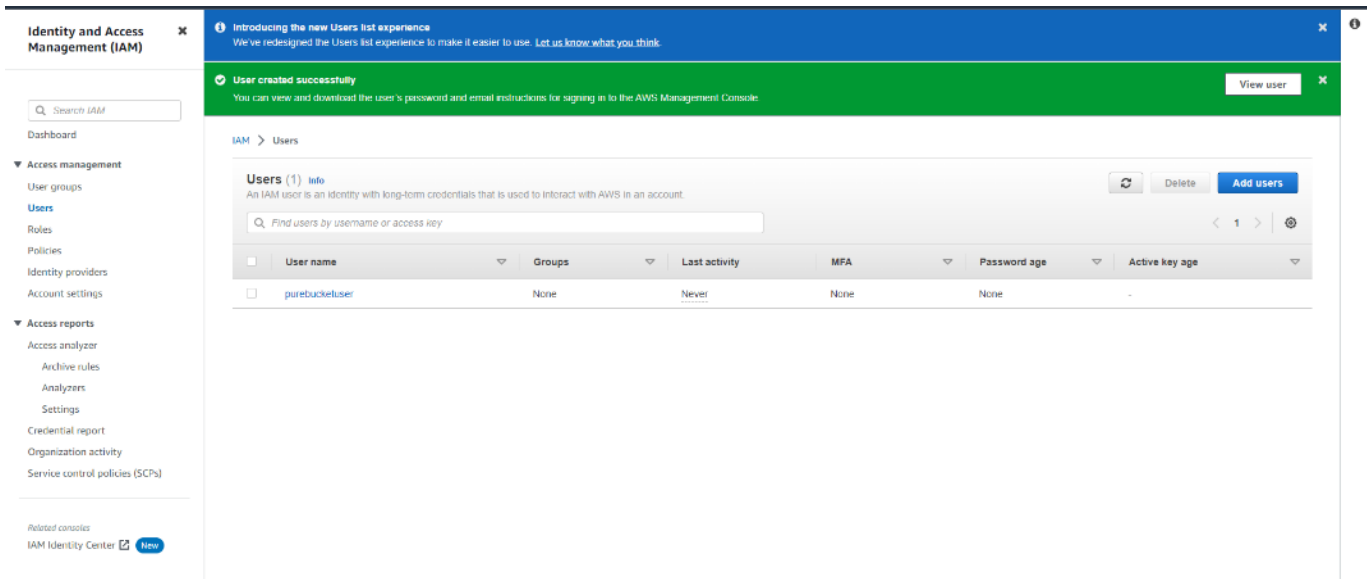 Identity and Access
Management (IAM)
Search IAM
Dashboard
Access management
User groups
Users
Roles
Policies
Identity providers
Account settings
Access reports
Access analyzer
Archive rules
Analyzers
Settings
Credential report
Organization activity
Service control policies (SCPs)
Related consoles
IAM Identity Center New
Introducing the new Users list experience
We've redesigned the Users list experience to make it easier to use. Let us know what you think.
User created successfully
You can view and download the user's password and email instructions for signing in to the AWS Management Console
View user
IAM > Users
Users (1) Info
An IAM user is an identity with long-term credentials that is used to interact with AWS in an account.
Delete Add users
Find users by username or access key
< 1 >
User name Groups Last activity MFA Password age Active key age
purebucketuser None Never None None -